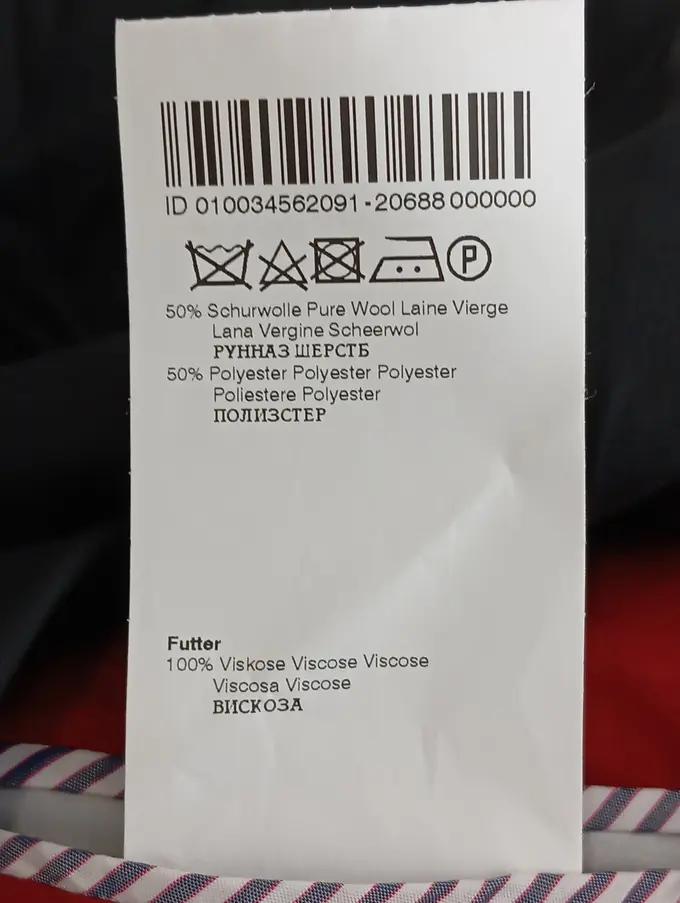 ID 010034562091-20688 000000
P
50% Schurwolle Pure Wool Laine Vierge
Lana Vergine Scheerwol
РУННАЗ ШЕРСТБ
50% Polyester Polyester Polyester
Poliestere Polyester
ПОЛИЗСТЕР
Futter
100% Viskose Viscose Viscose
Viscosa Viscose
ВИСКОЗА